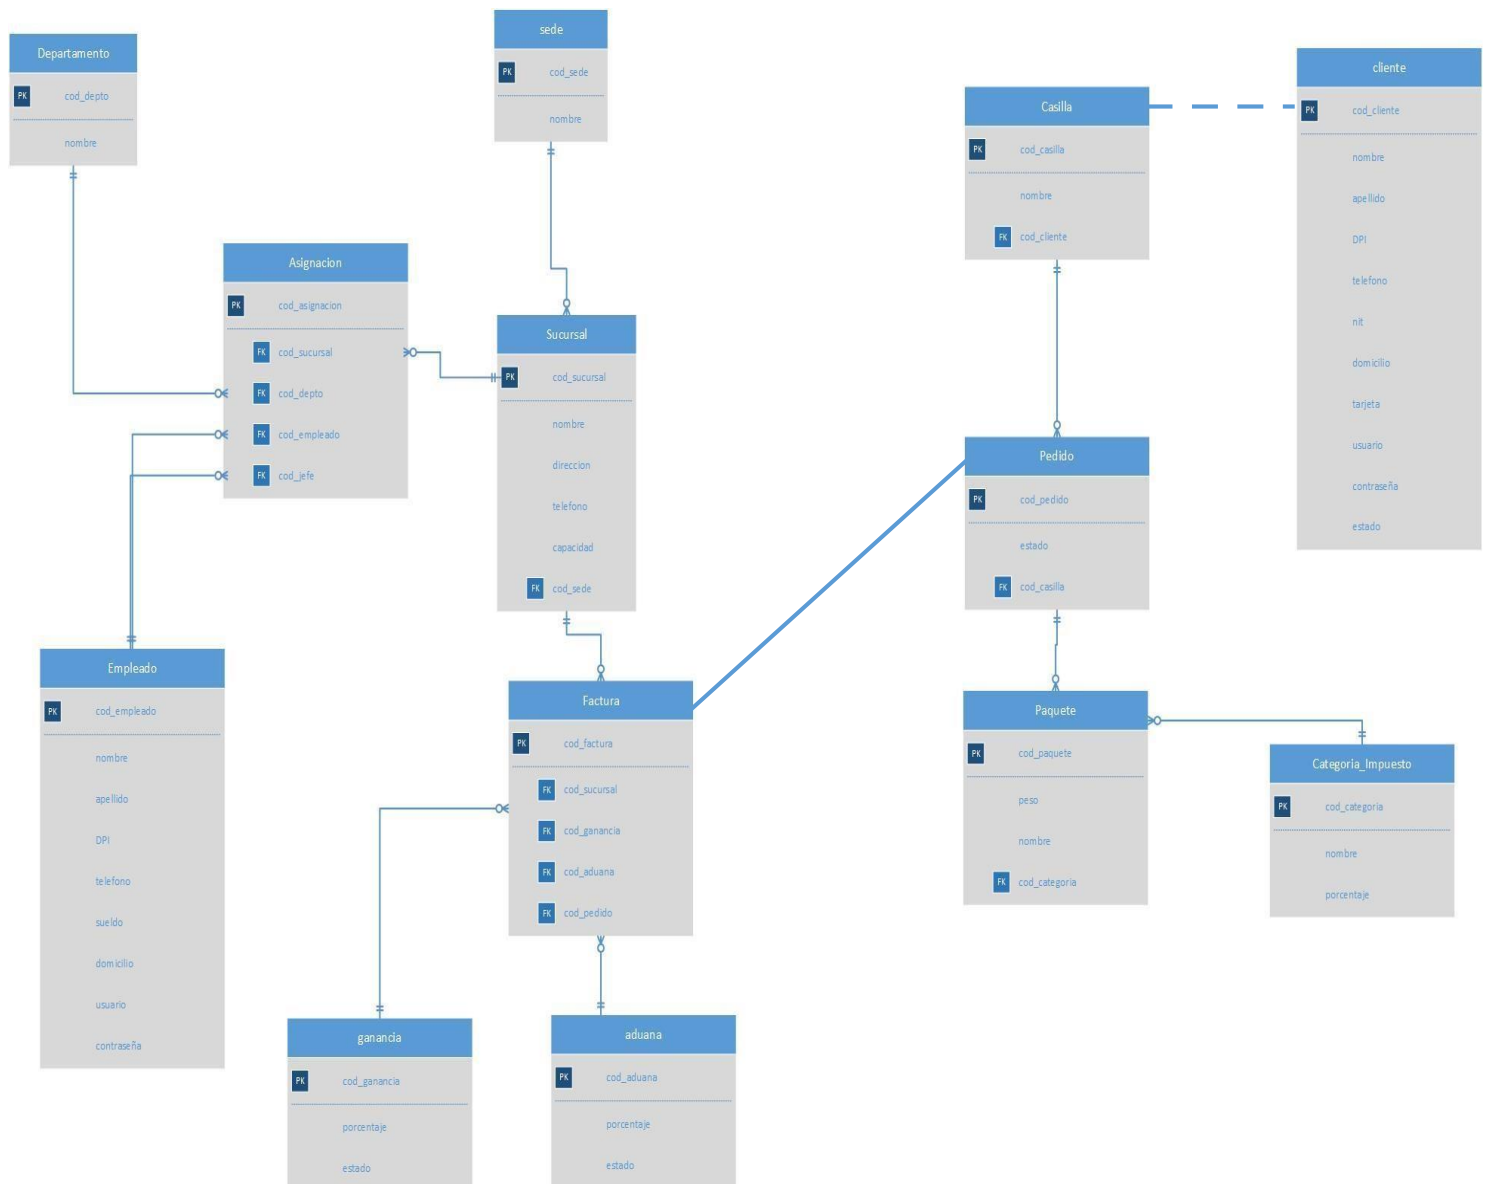 Departamento
PK cod_depto
nombre
sede
PK cod_sede
nombre
Asignacion
PK cod_asignacion
FK cod_sucursal
FK cod_depto
FK cod_empleado
FK cod_jefe
Sucursal
PK cod_sucursal
nombre
direccion
telefono
capacidad
FK cod_sede
Empleado
PK cod_empleado
nombre
apellido
DPI
telefono
sueldo
domicilio
usuario
contraseña
Factura
PK cod_factura
FK cod_sucursal
FK cod_ganancia
FK cod_aduana
FK cod_pedido
ganancia
PK cod_ganancia
porcentaje
estado
aduana
PK cod_aduana
porcentaje
estado
Casilla
PK cod_casilla
nombre
FK cod_cliente
cliente
PK cod_cliente
nombre
apellido
DPI
telefono
nit
domicilio
tarjeta
usuario
contraseña
estado
Pedido
PK cod_pedido
estado
FK cod_casilla
Paquete
PK cod_paquete
peso
nombre
FK cod_categoria
Categoria_Impuesto
PK cod_categoria
nombre
porcentaje